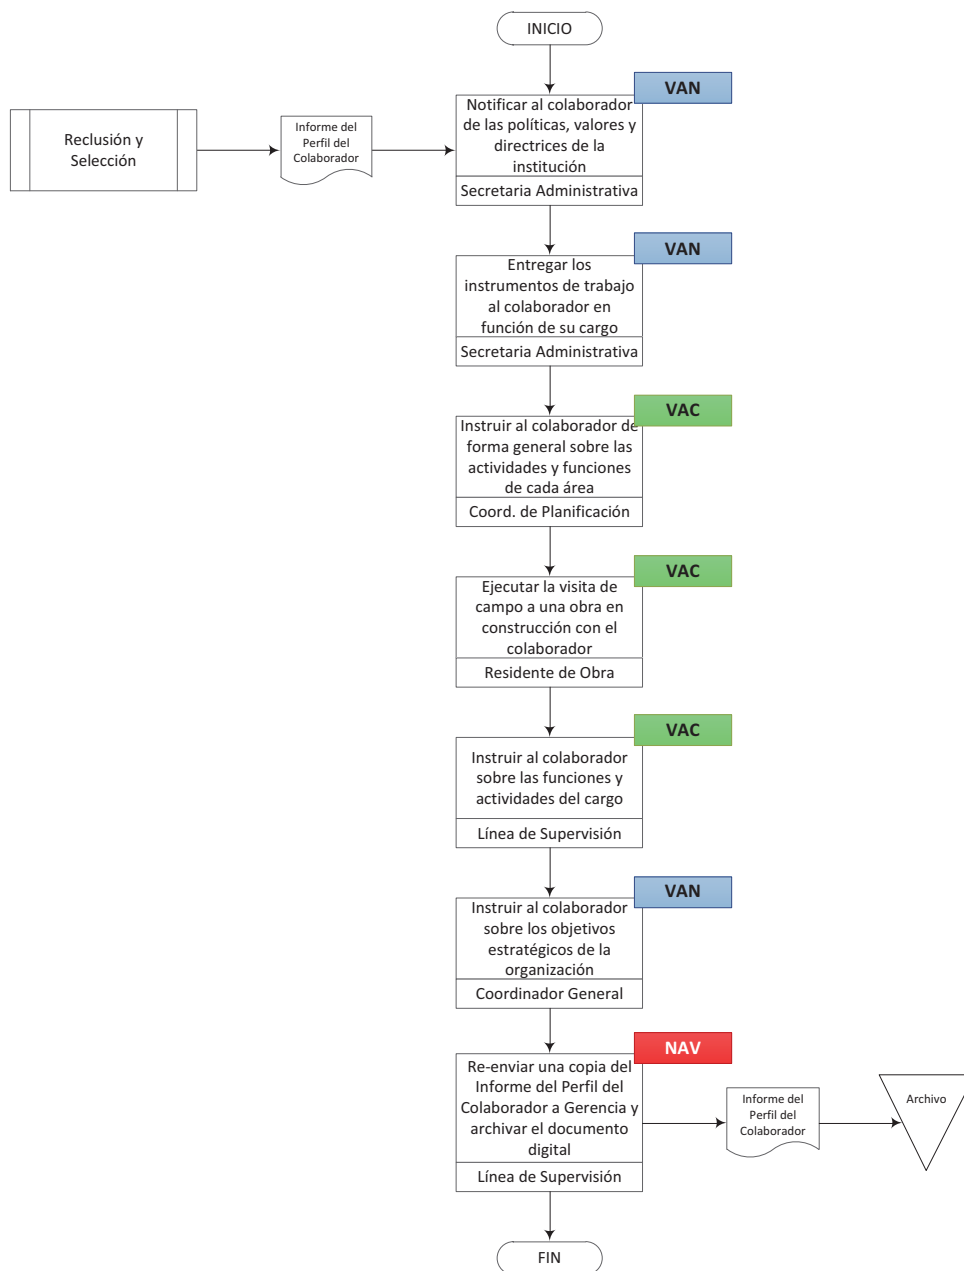 INICIO
VAN
Notificar al colaborador
de las políticas, valores y
directrices de la
institución
Secretaria Administrativa
Reclusión y
Selección
Informe del
Perfil del
Colaborador
VAN
Entregar los
instrumentos de trabajo
al colaborador en
función de su cargo
Secretaria Administrativa
VAC
Instruir al colaborador de
forma general sobre las
actividades y funciones
de cada área
Coord. de Planificación
VAC
Ejecutar la visita de
campo a una obra en
construcción con el
colaborador
Residente de Obra
VAC
Instruir al colaborador
sobre las funciones y
actividades del cargo
Línea de Supervisión
VAN
Instruir al colaborador
sobre los objetivos
estratégicos de la
organización
Coordinador General
NAV
Re-enviar una copia del
Informe del Perfil del
Colaborador a Gerencia y
archivar el documento
digital
Línea de Supervisión
Informe del
Perfil del
Colaborador
Archivo
FIN